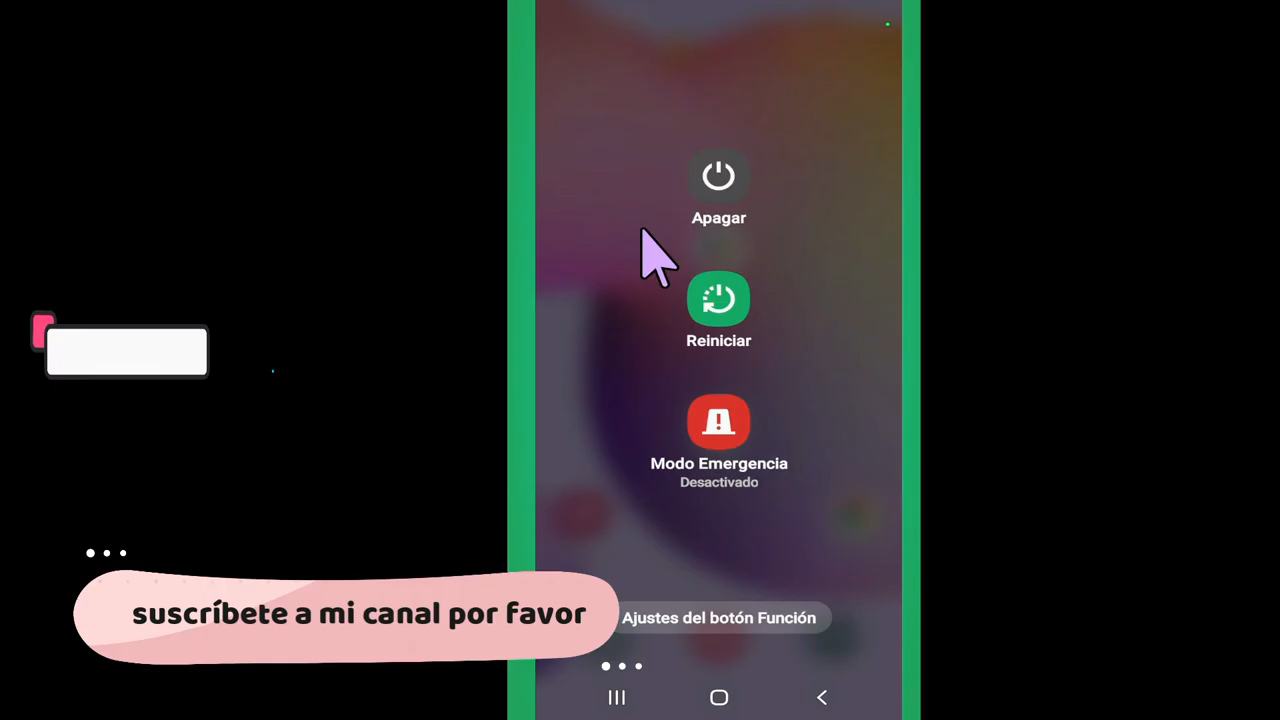 Apagar
Reiniciar
Modo Emergencia
Desactivado
suscríbete a mi canal por favor
Ajustes del botón Función